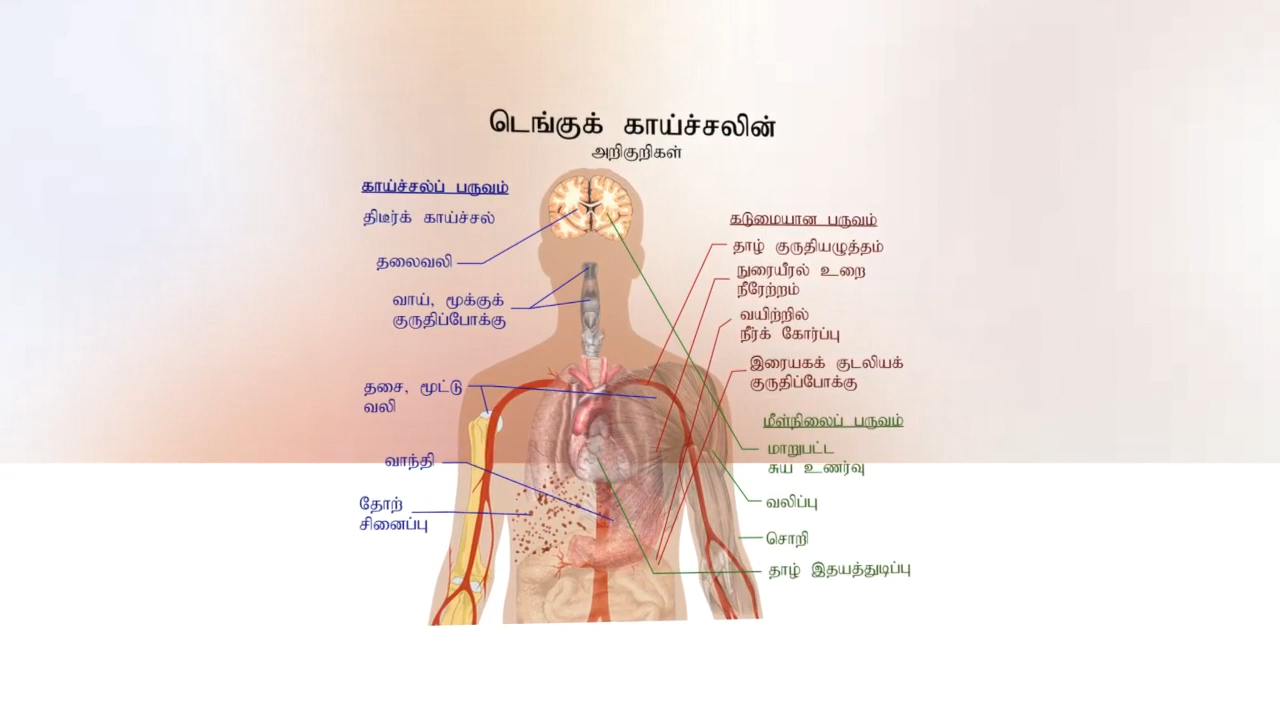 டெங்குக் காய்ச்சலின்
அறிகுறிகள்
காய்ச்சல்ப் பருவம்
திடீர்க் காய்ச்சல்
தலைவலி
வாய், மூக்குக்
குருதிப்போக்கு
தசை, மூட்டு
வலி
வாந்தி
தோற்
சினைப்பு
கடுமையான பருவம்
தாழ் குருதியழுத்தம்
நுரையீரல் உறை
நீரேற்றம்
வயிற்றில்
நீர்க் கோர்ப்பு
இரையகக் குடலியக்
குருதிப்போக்கு
மீள்நிலைப் பருவம்
மாறுபட்ட
சுய உணர்வு
வலிப்பு
சொறி
தாழ் இதயத்துடிப்பு